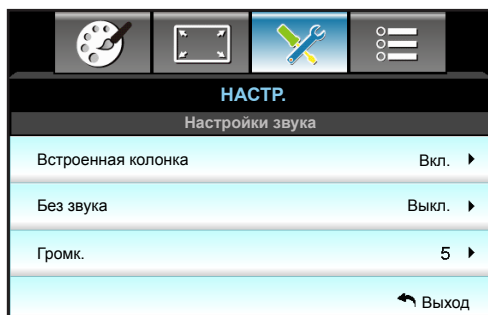 НАСТР.
Настройки звука
Встроенная колонка Вкл.
Без звука Выкл.
Громк. 5
Выход